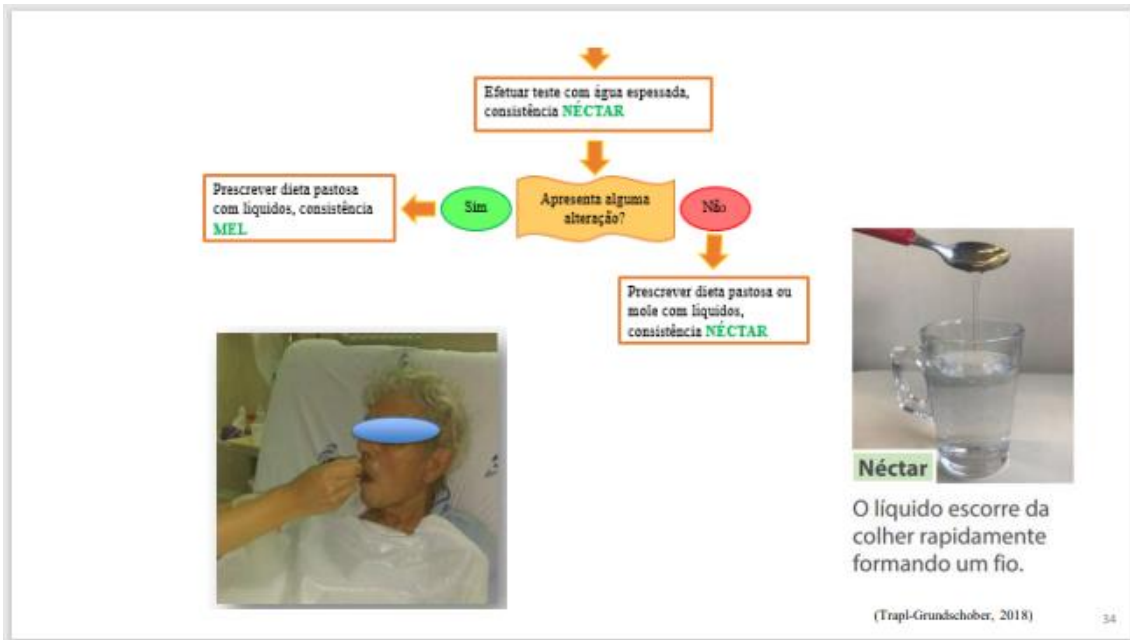 Efetuar teste com água espessada,
consistência NÉCTAR
Prescrever dieta pastosa
com líquidos, consistência
MEL
Sim
Apresenta alguma
alteração?
Não
Prescrever dieta pastosa ou
mole com líquidos,
consistência NÉCTAR
Néctar
O líquido escorre da
colher rapidamente
formando um fio.
(Trapl-Grundschober, 2018)
34